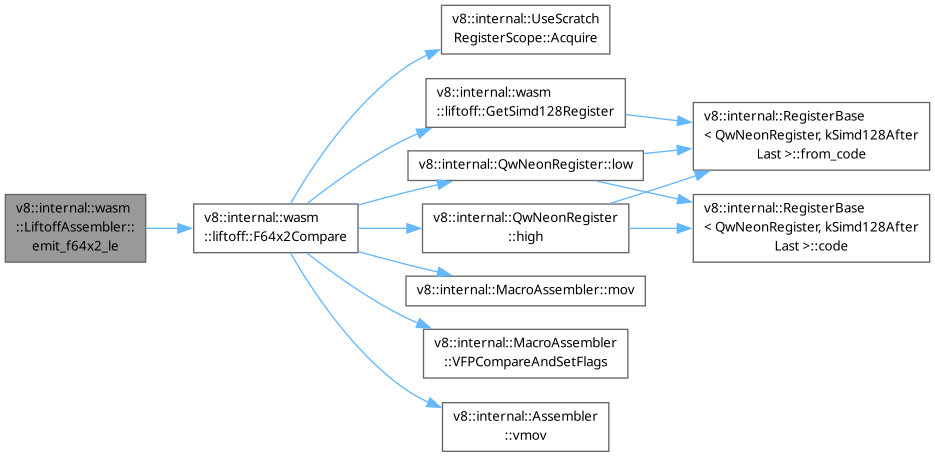 v8::internal::wasm
::LiftoffAssembler::
emit_f64x2_le
v8::internal::wasm
::liftoff::F64x2Compare
v8::internal::UseScratch
RegisterScope::Acquire
v8::internal::wasm
::liftoff::GetSimd128Register
v8::internal::QwNeonRegister::low
v8::internal::QwNeonRegister
::high
v8::internal::MacroAssembler::mov
v8::internal::MacroAssembler
::VFPCompareAndSetFlags
v8::internal::Assembler
::vmov
v8::internal::RegisterBase
< QwNeonRegister, kSimd128After
Last >::from_code
v8::internal::RegisterBase
< QwNeonRegister, kSimd128After
Last >::code